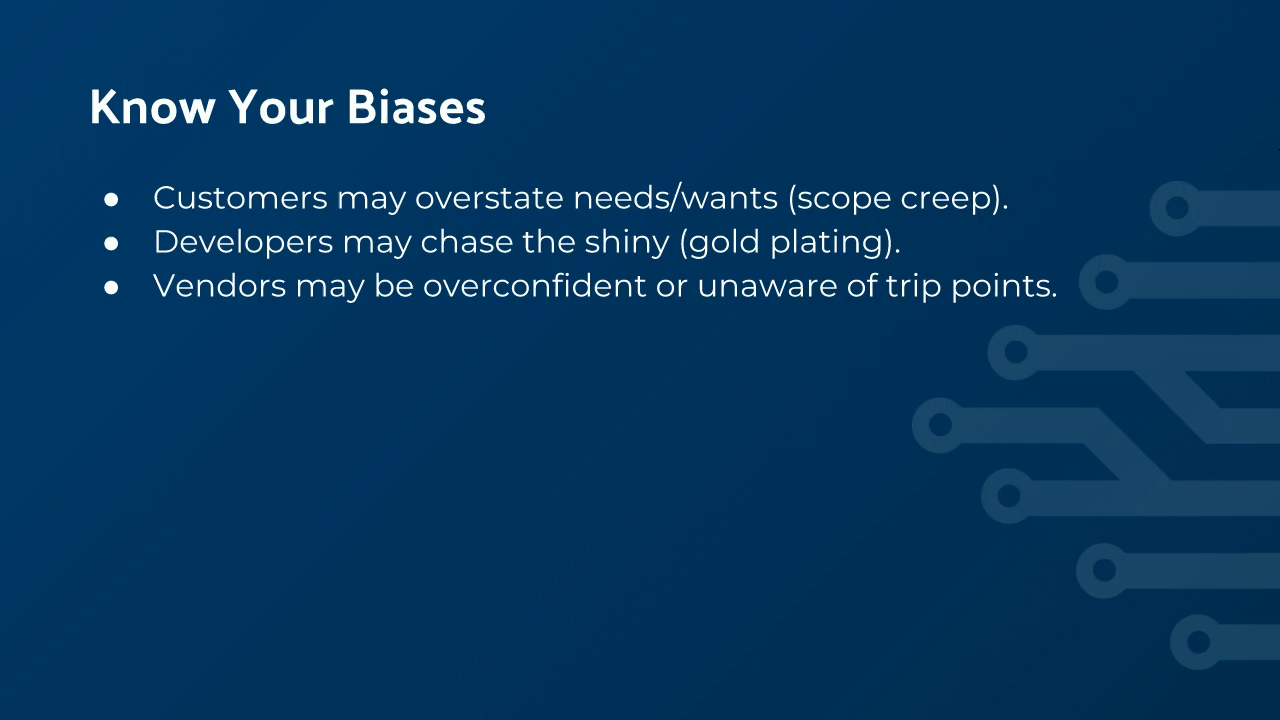 Know Your Biases
● Customers may overstate needs/wants (scope creep).
● Developers may chase the shiny (gold plating).
● Vendors may be overconfident or unaware of trip points.